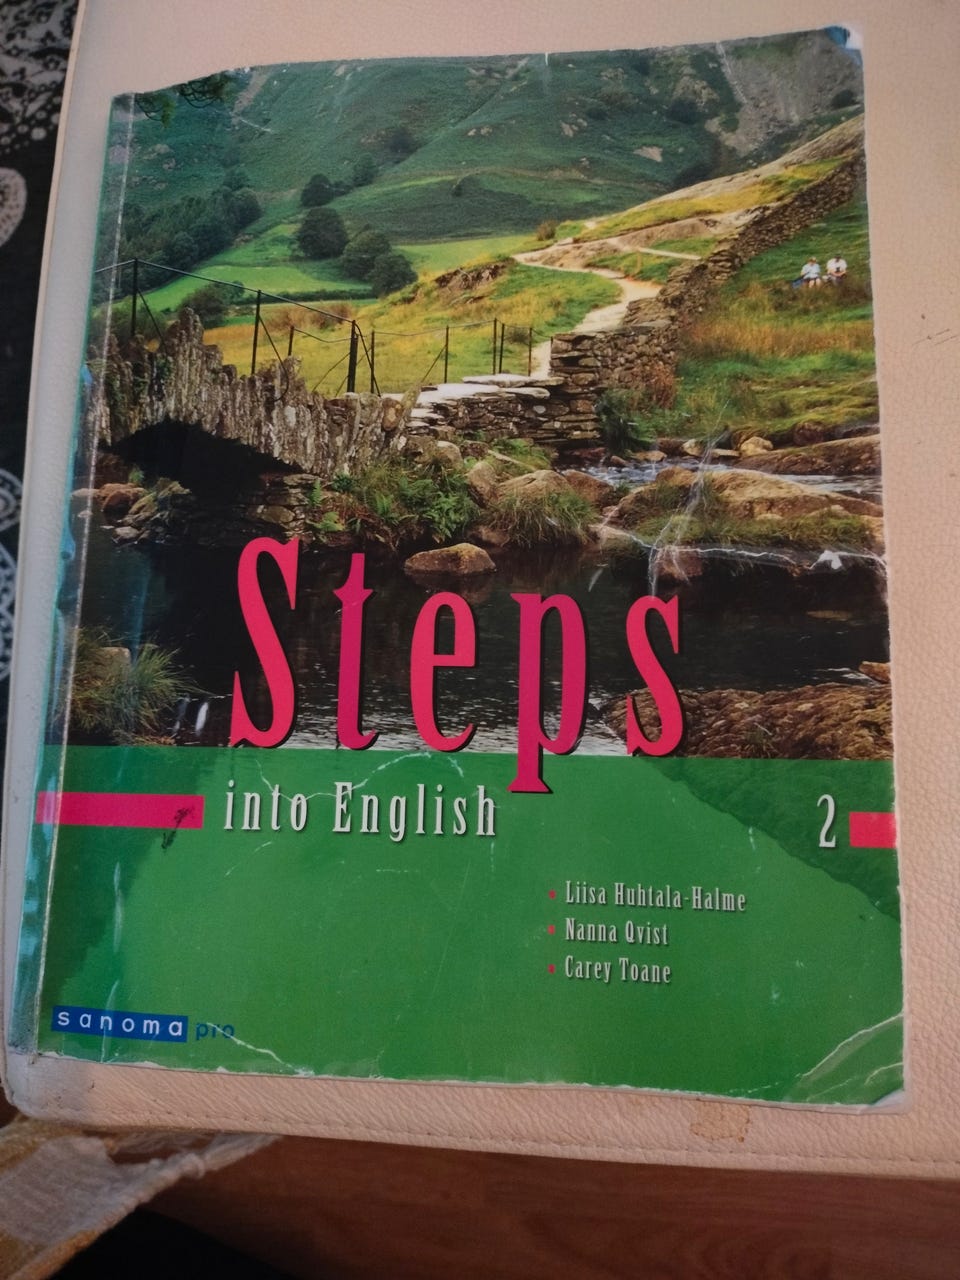 Steps
into English
2
Liisa Huhtala-Halme
Nanna Qvist
Carey Toane
sanoma pro